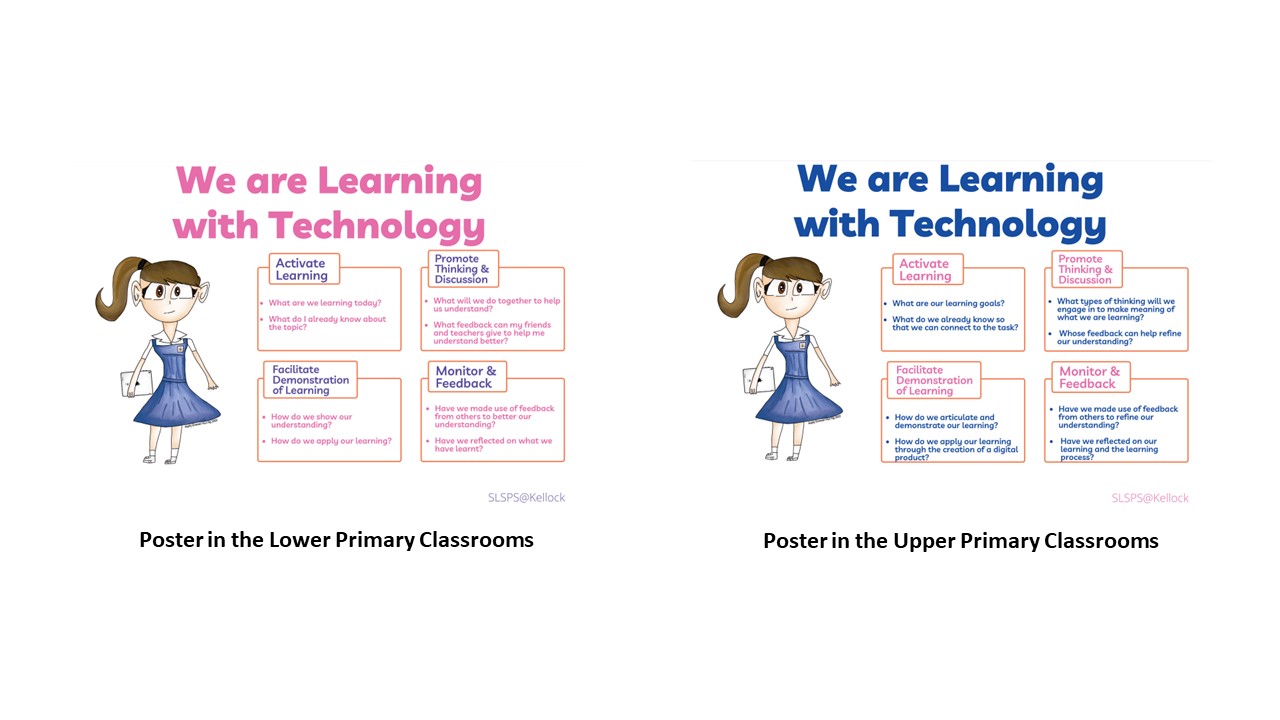 We are Learning
with Technology
Activate
Learning
What are we learning today?
What do I already know about
the topic?
Promote
Thinking &
Discussion
What will we do together to help
us understand?
What feedback can my friends
and teachers give to help me
understand better?
Facilitate
Demonstration
of Learning
How do we show our
understanding?
How do we apply our learning?
Monitor &
Feedback
Have we made use of feedback
from others to better our
understanding?
Have we reflected on what we
have learnt?
SLSPS@Kellock
Poster in the Lower Primary Classrooms
We are Learning
with Technology
Activate
Learning
What are our learning goals?
What do we already know so
that we can connect to the task?
Promote
Thinking &
Discussion
What types of thinking will we
engage in to make meaning of
what we are learning?
Whose feedback can help refine
our understanding?
Facilitate
Demonstration
of Learning
How do we articulate and
demonstrate our learning?
How do we apply our learning
through the creation of a digital
product?
Monitor &
Feedback
Have we made use of feedback
from others to refine our
understanding?
Have we reflected on our
learning and the learning
process?
SLSPS@Kellock
Poster in the Upper Primary Classrooms